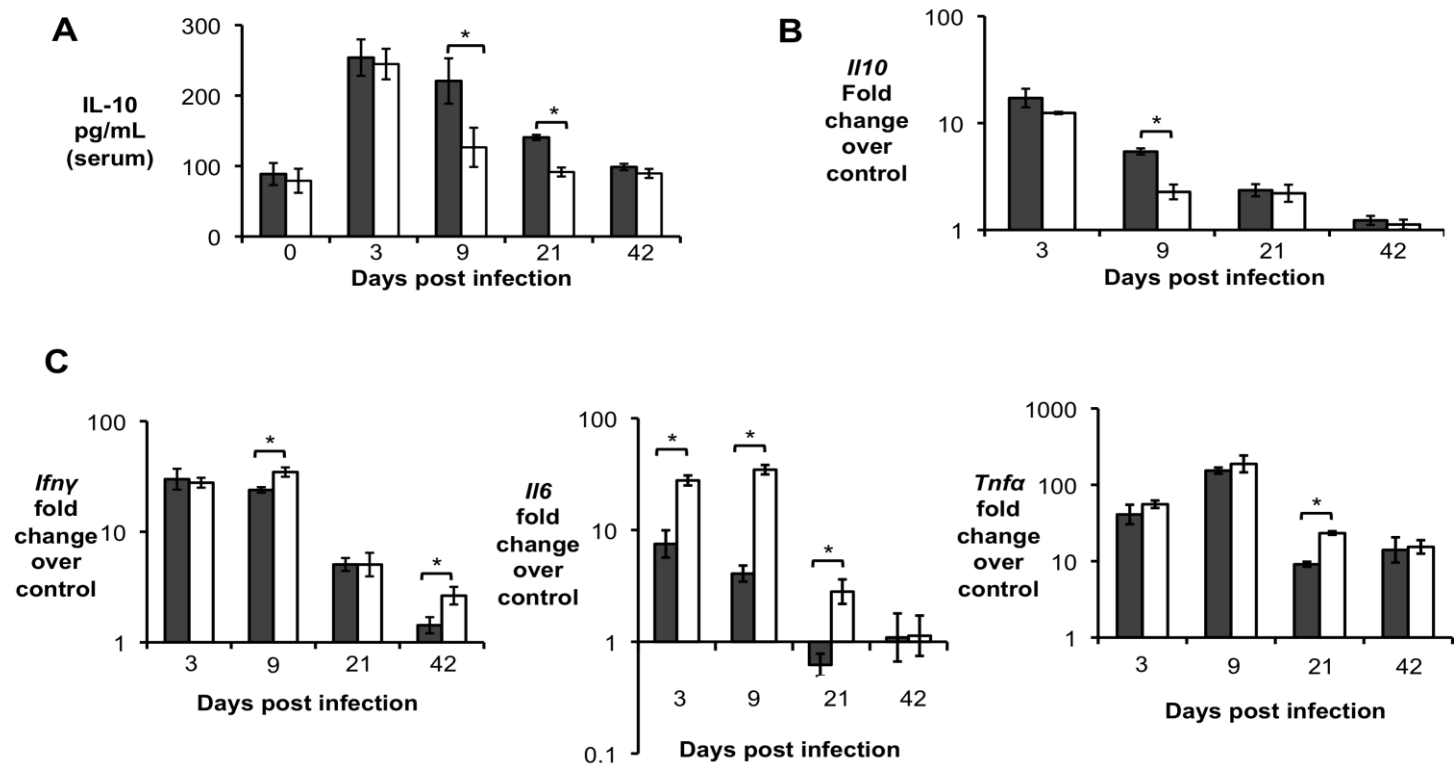 A
300
200
100
0
IL-10
pg/mL
(serum)
*
*
0 3 9 21 42
Days post infection
B
100
10
1
Il10
Fold
change
over
control
*
3 9 21 42
Days post infection
C
100
10
1
Ifnγ
fold
change
over
control
*
*
3 9 21 42
Days post infection
100
10
1
0.1
Il6
fold
change
over
control
*
*
*
3 9 21 42
Days post infection
1000
100
10
1
Tnfα
fold
change
over
control
*
3 9 21 42
Days post infection